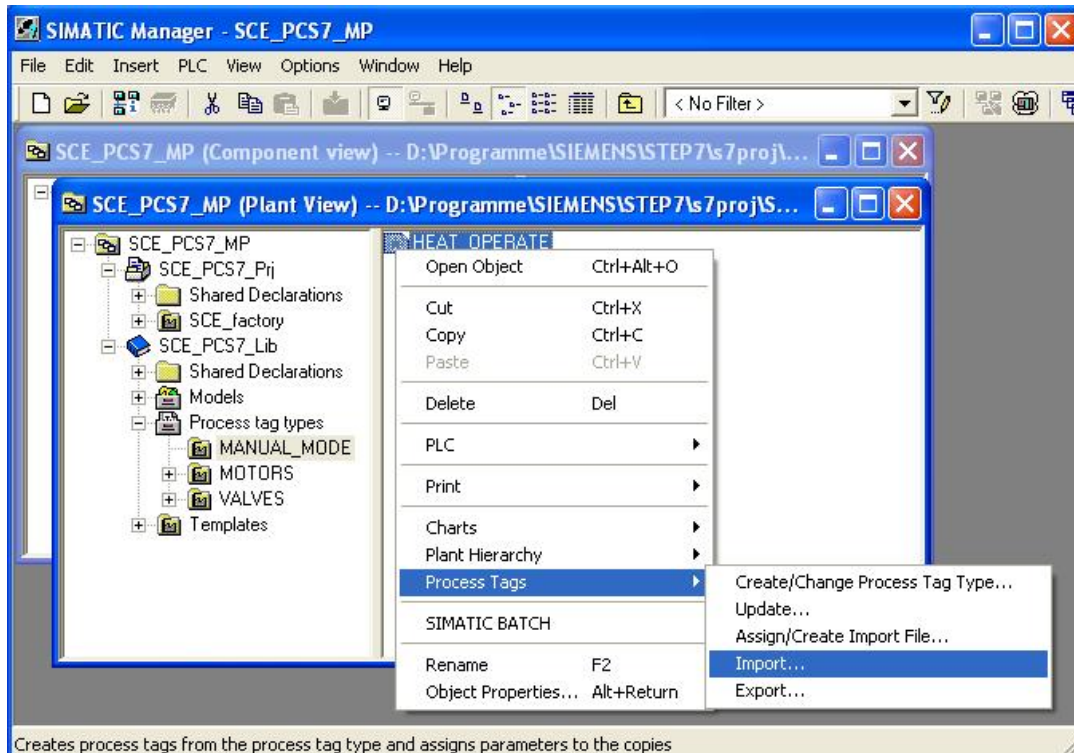 SIMATIC Manager - SCE_PCS7_MP
File Edit Insert PLC View Options Window Help
< No Filter >
SCE_PCS7_MP (Component view) -- D:\Programme\SIEMENS\STEP7\s7proj\...
SCE_PCS7_MP (Plant View) -- D:\Programme\SIEMENS\STEP7\s7proj\S...
SCE_PCS7_MP
SCE_PCS7_Prj
Shared Declarations
SCE_factory
SCE_PCS7_Lib
Shared Declarations
Models
Process tag types
MANUAL_MODE
MOTORS
VALVES
Templates
HEAT_OPERATE
Open Object Ctrl+Alt+O
Cut Ctrl+X
Copy Ctrl+C
Paste Ctrl+V
Delete Del
PLC
Print
Charts
Plant Hierarchy
Process Tags
SIMATIC BATCH
Rename F2
Object Properties... Alt+Return
Create/Change Process Tag Type...
Update...
Assign/Create Import File...
Import...
Export...
Creates process tags from the process tag type and assigns parameters to the copies